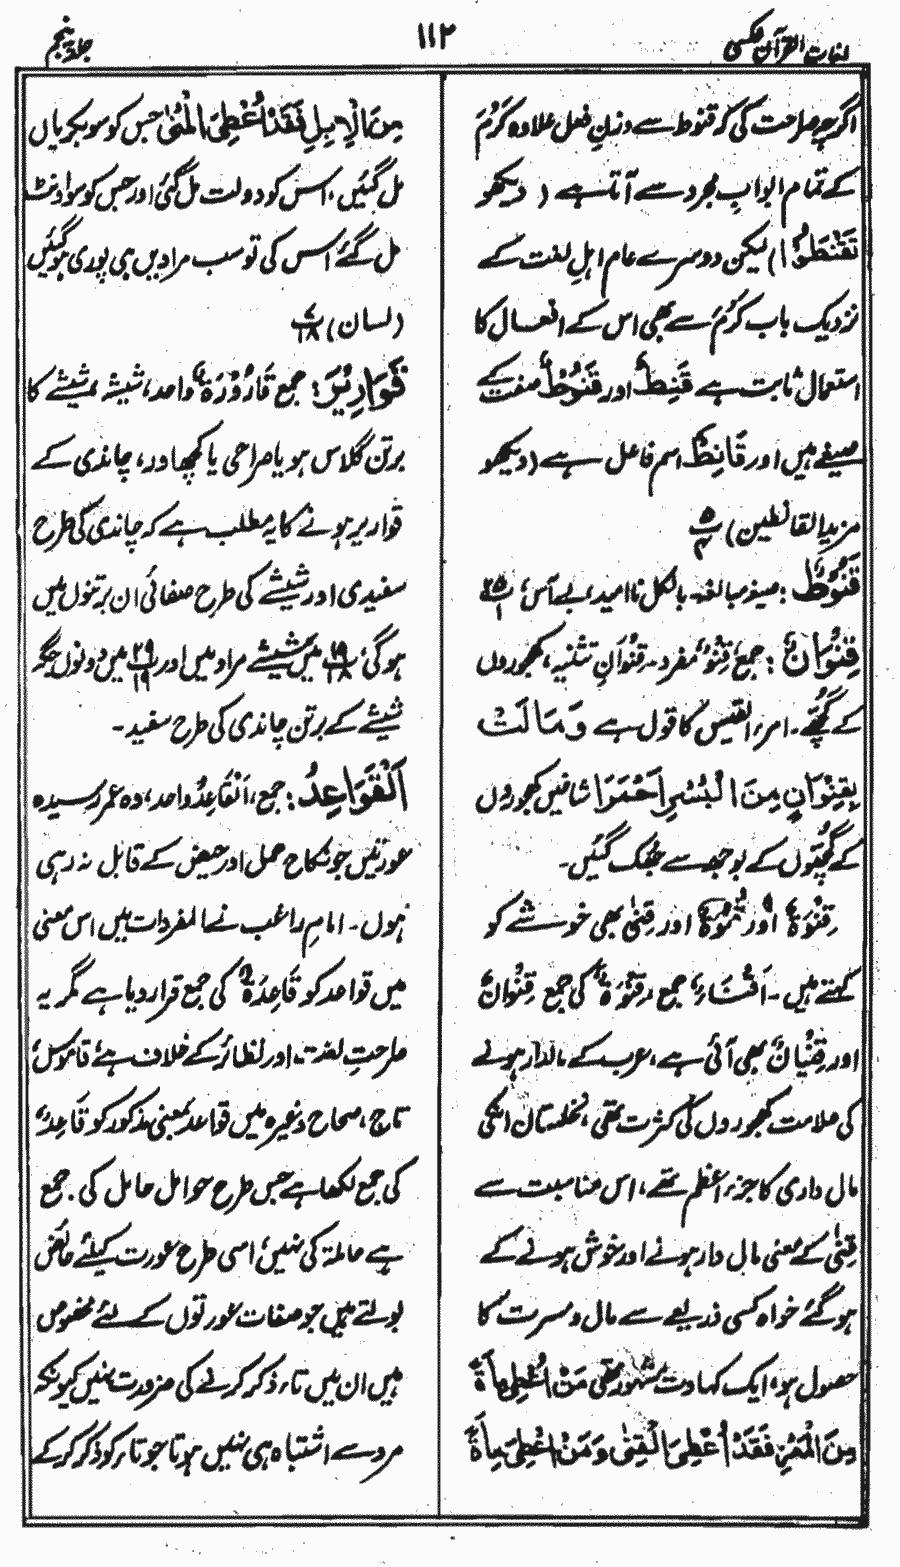 لغات القرآن عکسی
۱۱۲
جلد پنجم
اگرچہ صراحت کی کہ قنوط سے وزنِ فعل علاوہ کَرُمَ
کے تمام ابوابِ مجرد سے آتا ہے ( دیکھو
تَقْنَطُوْا ) لیکن دوسرے عام اہلِ لغت کے
نزدیک باب کَرُمَ سے بھی اس کے افعال کا
استعمال ثابت ہے قَنِطٌ اور قَنُوْطٌ صفت کے
صیغے ہیں اور قَانِطٌ اسم فاعل ہے (دیکھو
مزید القانطین)
قَنُوْطٌ : صیغہ مبالغہ۔ بالکل ناامید، بے آس،
قِنْوَانٌ : جمع، قِنْوٌ مفرد۔ قِنْوَانِ تثنیہ، کھجوروں
کے گچھے۔ امرء القیس کا قول ہے وَمَالَتْ
بِقِنْوَانٍ مِنَ الْبُسْرِ اَحْمَرَا شاخیں کھجوروں
کے گچھوں کے بوجھ سے جھک گئیں۔
قِنْوَۃٌ اور اور قِنیً بھی خوشے کو
کہتے ہیں۔ اَقْنَاءٌ جمع، قِنْوَۃٌ کی جمع قِنْوَانٌ
اور قِنْیَانٌ بھی آئی ہے، عرب کے مالدار ہونے
کی علامت کھجوروں کی کثرت تھی، نخلستان انکی
مال داری کا جزء اعظم تھے، اس مناسبت سے
قِنیً کے معنی مال دار ہونے اور خوش ہونے کے
ہو گئے خواہ کسی ذریعے سے مال و مسرت کا
حصول ہو، ایک کہاوت مشہور تھی مَنْ اُعْطِیَ مِأَۃً
مِنَ الْمَعْزِ فَقَدْ اُعْطِیَ الْقِنیٰ وَمَنْ اُعْطِیَ مِأَۃً
مِنَ الْاِبِلِ فَقَدْ اُعْطِیَ الْمُنیٰ جس کو سو بکریاں
مل گئیں، اس کو دولت مل گئی اور جس کو سو اونٹ
مل گئے اس کی تو سب مرادیں ہی پوری ہو گئیں
(لسان) ۱۸
قَوَارِیْرَ : جمع قَارُوْرَۃٌ واحد، شیشہ، شیشے کا
برتن گلاس ہو یا صراحی یا کچھ اور، چاندی کے
قواریر ہونے کا یہ مطلب ہے کہ چاندی کی طرح
سفیدی اور شیشے کی طرح صفائی ان برتنوں میں
ہوگی، ۱۹/۱۸ میں شیشے مراد ہیں اور ۲۹/۱۹ میں دونوں جگہ
شیشے کے برتن چاندی کی طرح سفید۔
اَلْقَوَاعِدُ : جمع، اَلْقَاعِدُ واحد، وہ عمر رسیدہ
عورتیں جو نکاح حمل اور حیض کے قابل نہ رہی
ہوں۔ امامِ راغب نے المفردات میں اس معنی
میں قواعد کو قَاعِدَۃٌ کی جمع قرار دیا ہے مگر یہ
صراحتِ لغت اور نظائر کے خلاف ہے، قاموس،
تاج، صحاح وغیرہ میں قواعد بمعنی مذکور کو قَاعِدٌ
کی جمع لکھا ہے جس طرح حوامل حامل کی جمع
ہے حاملۃ کی نہیں، اسی طرح عورت کیلئے حائض
بولتے ہیں جو صفات عورتوں کے لئے مخصوص
ہیں ان میں تاء ذکر کرنے کی ضرورت نہیں کیونکہ
مرد سے اشتباہ ہی نہیں ہوتا جو تاء کو ذکر کر کے